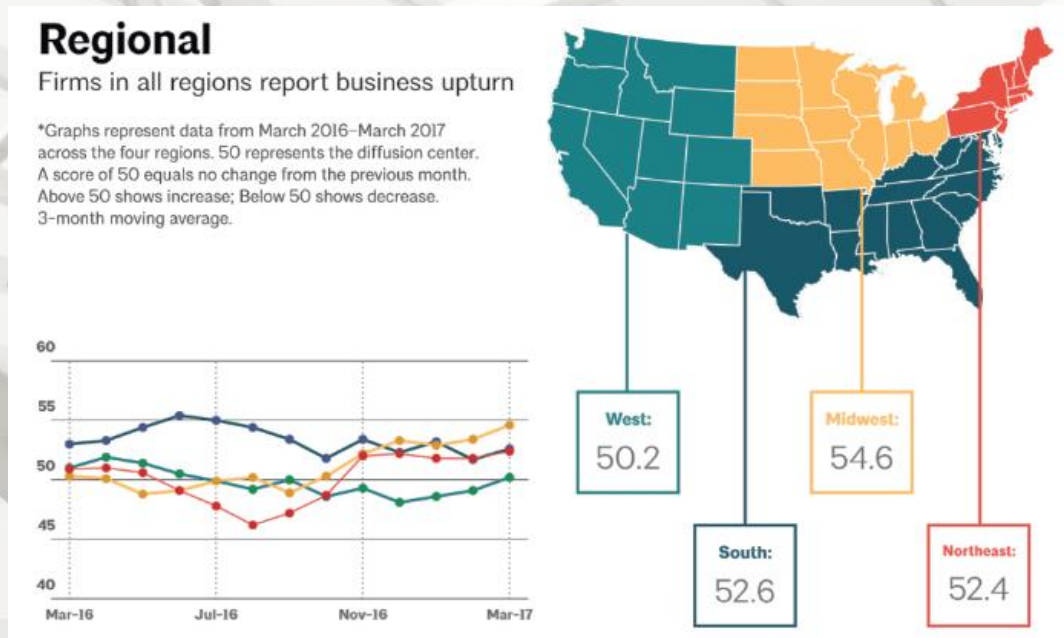 Regional
Firms in all regions report business upturn
*Graphs represent data from March 2016–March 2017
across the four regions. 50 represents the diffusion center.
A score of 50 equals no change from the previous month.
Above 50 shows increase; Below 50 shows decrease.
3-month moving average.
60
55
50
45
40
Mar-16
Jul-16
Nov-16
Mar-17
West:
50.2
Midwest:
54.6
South:
52.6
Northeast:
52.4